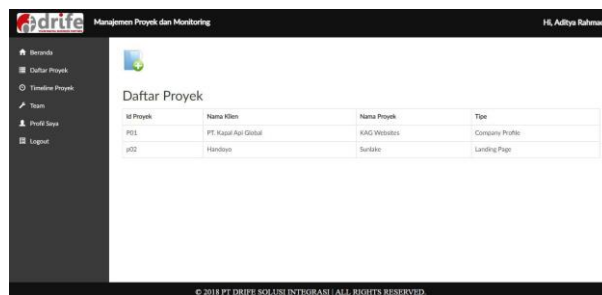 drife
Manajemen Proyek dan Monitoring
Hi, Aditya Rahmad
Beranda
Daftar Proyek
Timeline Proyek
Team
Profil Saya
Logout
Daftar Proyek
Id Proyek Nama Klien Nama Proyek Tipe
P01 PT. Kapal Api Global KAG Websites Company Profile
p02 Handoyo Sunlake Landing Page
© 2018 PT DRIFE SOLUSI INTEGRASI | ALL RIGHTS RESERVED.